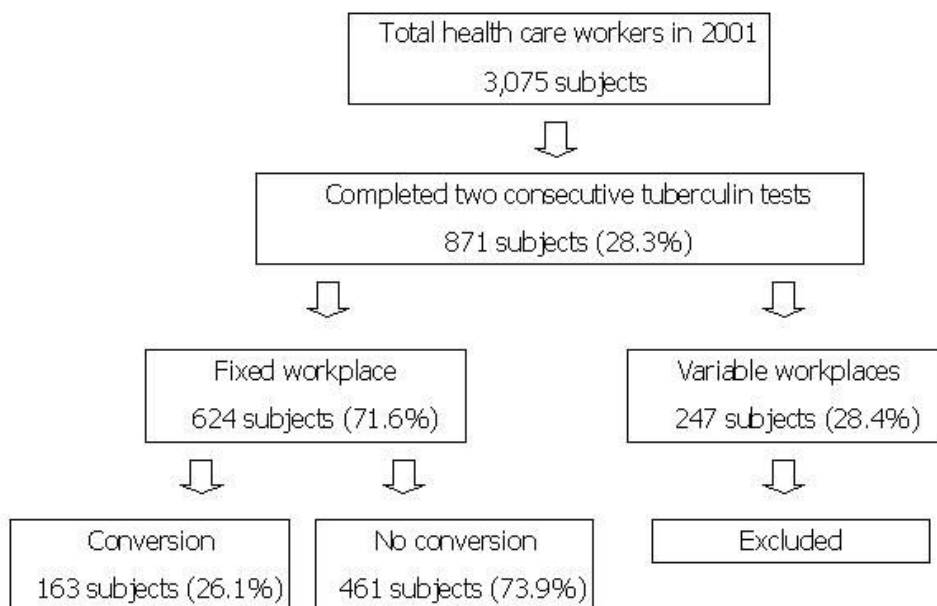 Total health care workers in 2001
3,075 subjects
Completed two consecutive tuberculin tests
871 subjects (28.3%)
Fixed workplace
624 subjects (71.6%)
Variable workplaces
247 subjects (28.4%)
Conversion
163 subjects (26.1%)
No conversion
461 subjects (73.9%)
Excluded